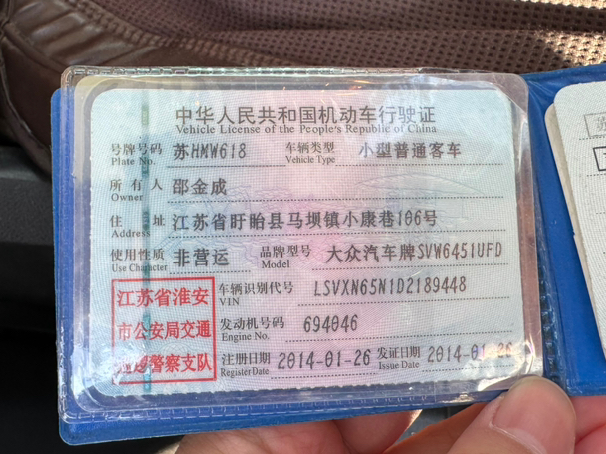 中华人民共和国机动车行驶证
Vehicle License of the People's Republic of China
号牌号码 苏HMW618 车辆类型 小型普通客车
Plate No. Vehicle Type
所有人 邵金成
Owner
住址 江苏省盱眙县马坝镇小康巷106号
Address
使用性质 非营运 品牌型号 大众汽车牌SVW6451UFD
Use Character Model
江苏省淮安
市公安局交通
巡逻警察支队
车辆识别代号 LSVXN65N1D2189448
VIN
发动机号码 694046
Engine No.
注册日期 2014-01-26 发证日期 2014-01-26
Register Date Issue Date